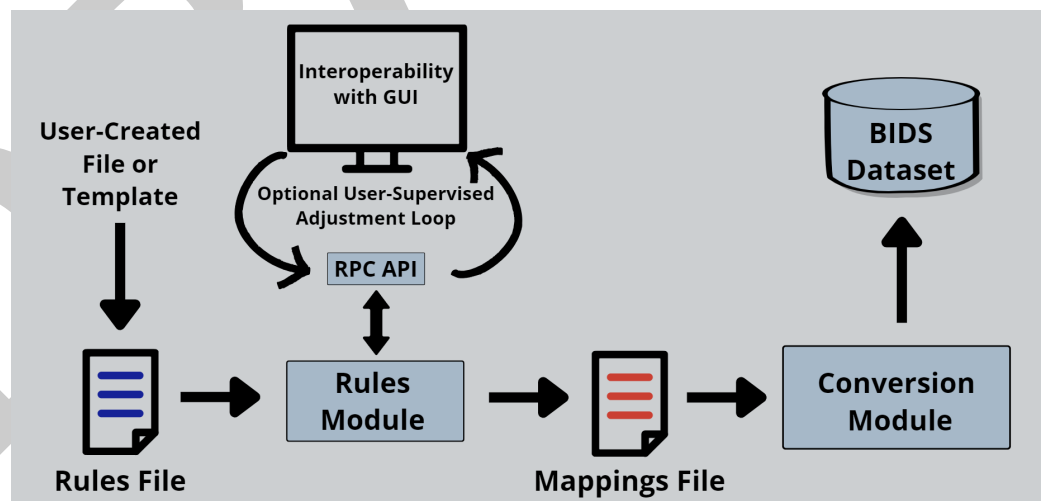 User-Created
File or
Template
Interoperability
with GUI
Optional User-Supervised
Adjustment Loop
RPC API
BIDS
Dataset
Rules
Module
Conversion
Module
Rules File
Mappings File